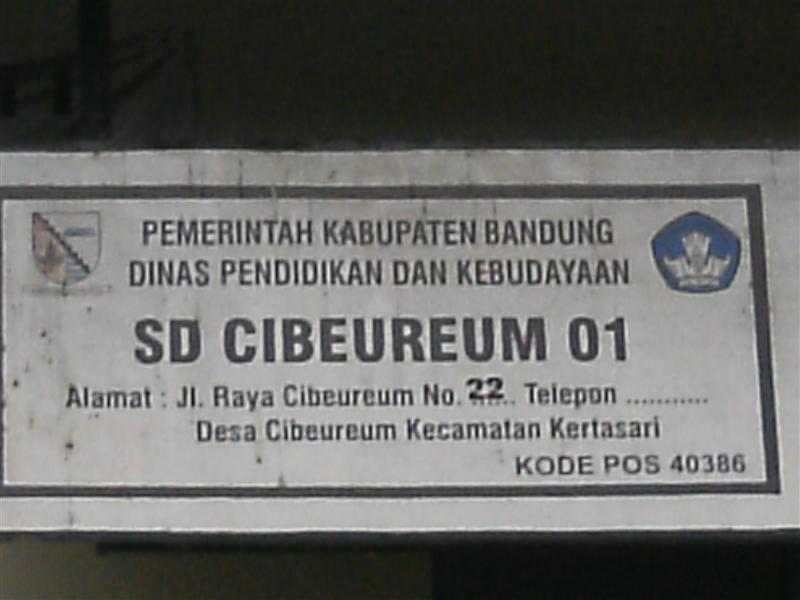 PEMERINTAH KABUPATEN BANDUNG
DINAS PENDIDIKAN DAN KEBUDAYAAN
SD CIBEUREUM 01
Alamat : Jl. Raya Cibeureum No. 22 Telepon ...........
Desa Cibeureum Kecamatan Kertasari
KODE POS 40386